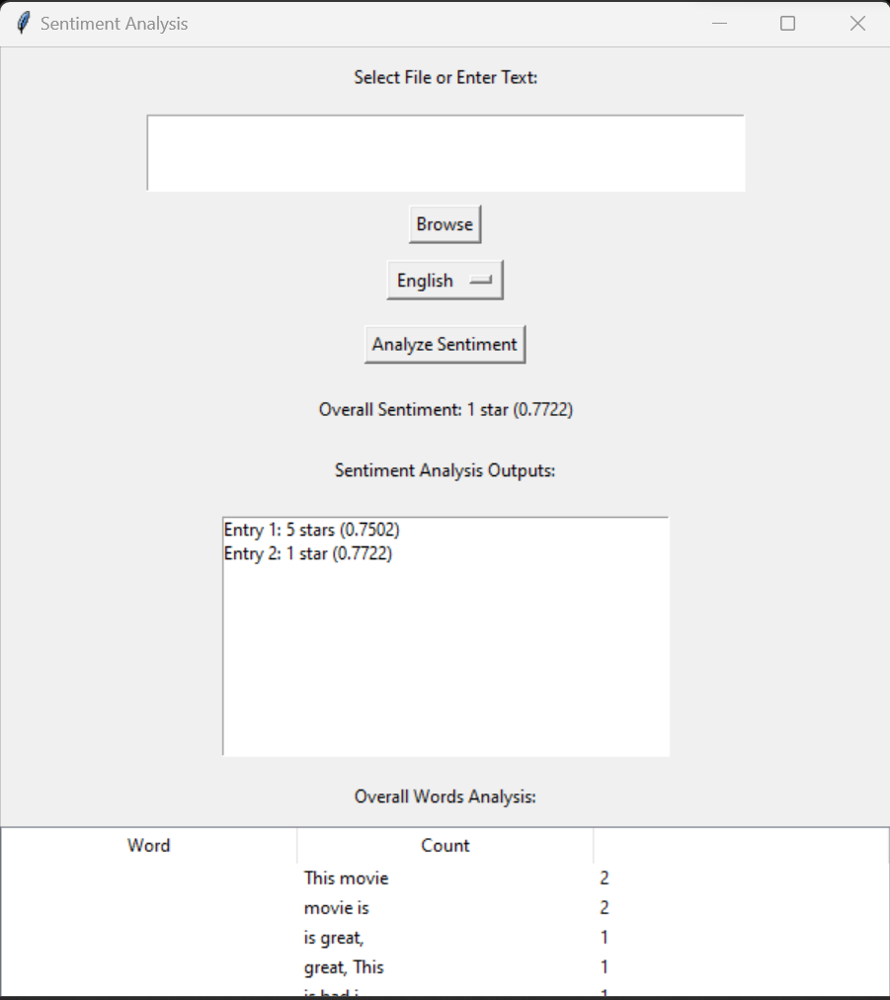 Sentiment Analysis
Select File or Enter Text:
Browse
English
Analyze Sentiment
Overall Sentiment: 1 star (0.7722)
Sentiment Analysis Outputs:
Entry 1: 5 stars (0.7502)
Entry 2: 1 star (0.7722)
Overall Words Analysis:
Word Count
This movie 2
movie is 2
is great, 1
great, This 1
is bad i 1